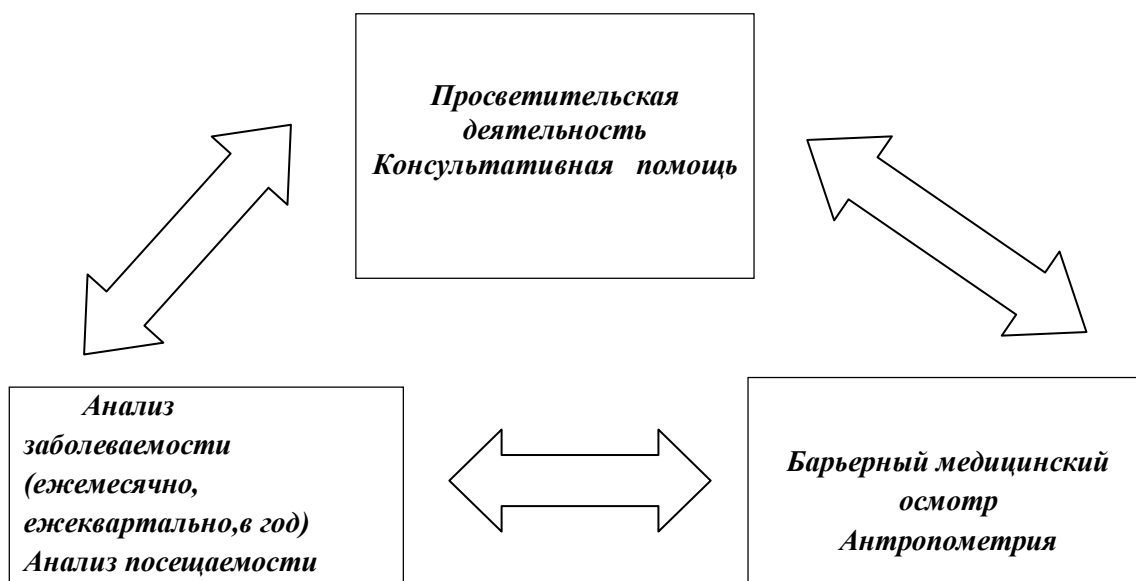 Просветительская
деятельность
Консультативная помощь
Анализ
заболеваемости
(ежемесячно,
ежеквартально,в год)
Анализ посещаемости
Барьерный медицинский
осмотр
Антропометрия